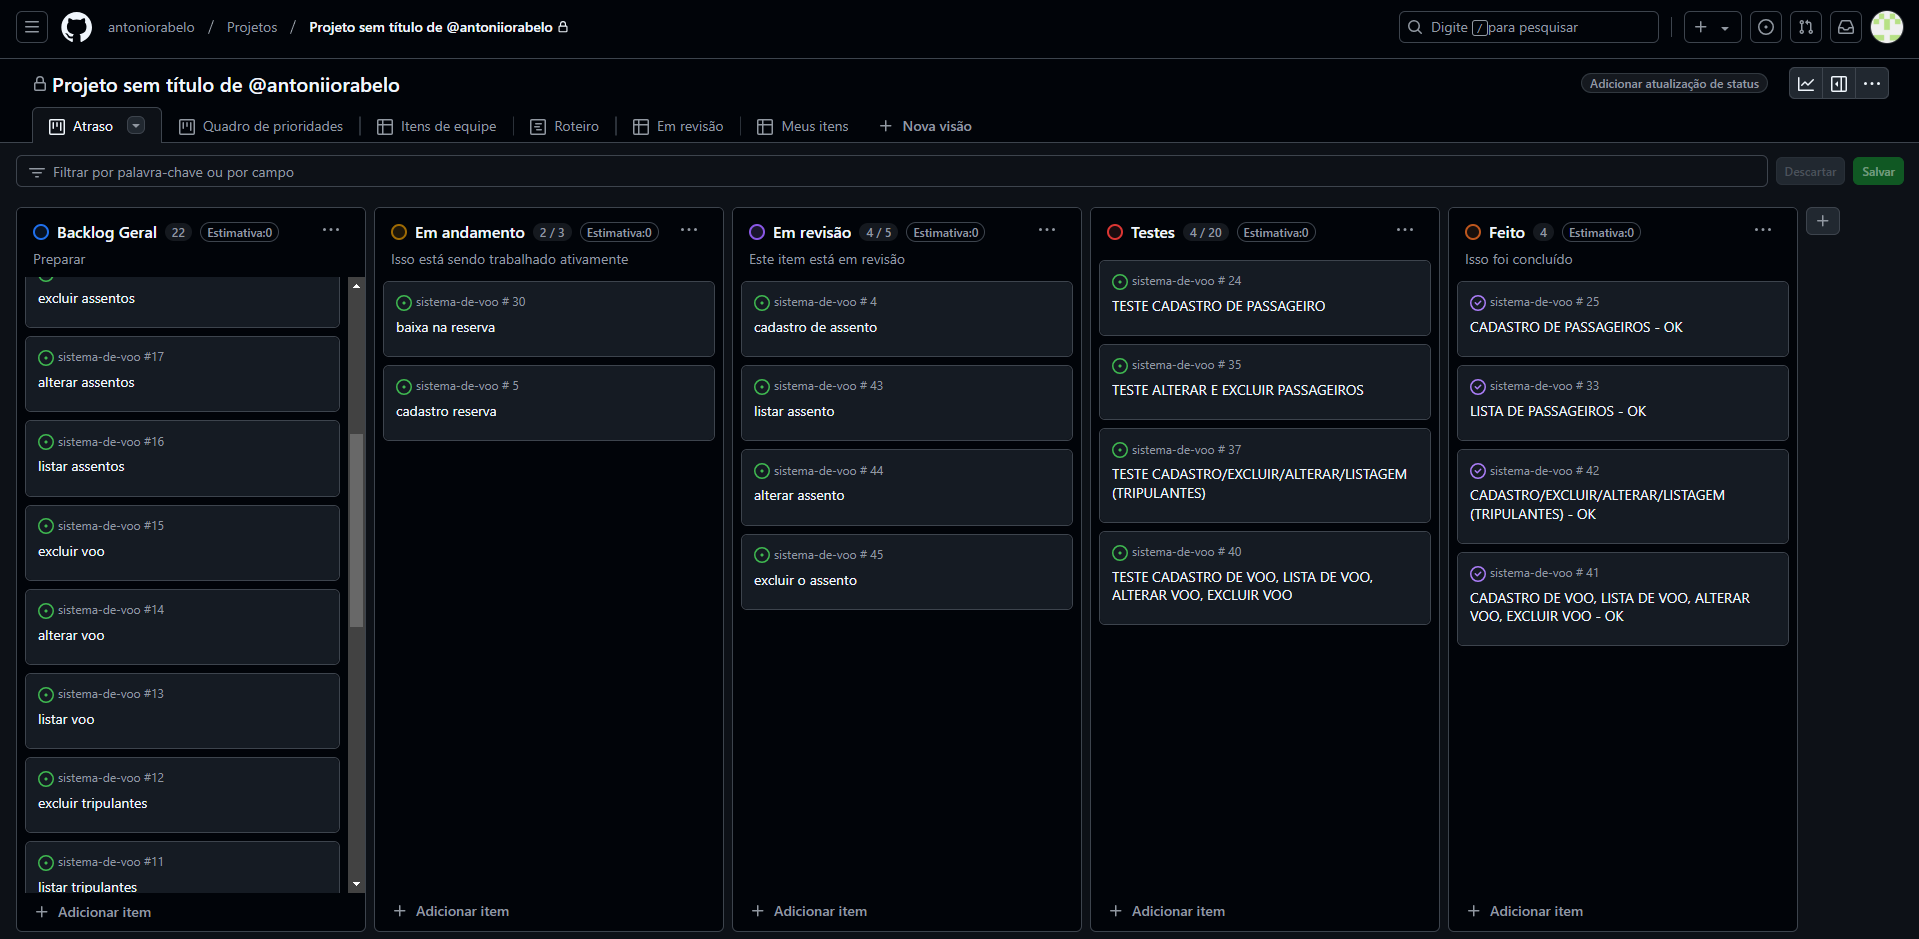 antoniorabelo / Projetos / Projeto sem título de @antoniiorabelo
Digite / para pesquisar
Projeto sem título de @antoniiorabelo
Adicionar atualização de status
Atraso
Quadro de prioridades
Itens de equipe
Roteiro
Em revisão
Meus itens
Nova visão
Filtrar por palavra-chave ou por campo
Descartar
Salvar
Backlog Geral 22 Estimativa:0
Preparar
excluir assentos
sistema-de-voo #17
alterar assentos
sistema-de-voo #16
listar assentos
sistema-de-voo #15
excluir voo
sistema-de-voo #14
alterar voo
sistema-de-voo #13
listar voo
sistema-de-voo #12
excluir tripulantes
sistema-de-voo #11
listar tripulantes
Adicionar item
Em andamento 2 / 3 Estimativa:0
Isso está sendo trabalhado ativamente
sistema-de-voo # 30
baixa na reserva
sistema-de-voo # 5
cadastro reserva
Adicionar item
Em revisão 4 / 5 Estimativa:0
Este item está em revisão
sistema-de-voo # 4
cadastro de assento
sistema-de-voo # 43
listar assento
sistema-de-voo # 44
alterar assento
sistema-de-voo # 45
excluir o assento
Adicionar item
Testes 4 / 20 Estimativa:0
sistema-de-voo # 24
TESTE CADASTRO DE PASSAGEIRO
sistema-de-voo # 35
TESTE ALTERAR E EXCLUIR PASSAGEIROS
sistema-de-voo # 37
TESTE CADASTRO/EXCLUIR/ALTERAR/LISTAGEM
(TRIPULANTES)
sistema-de-voo # 40
TESTE CADASTRO DE VOO, LISTA DE VOO,
ALTERAR VOO, EXCLUIR VOO
Adicionar item
Feito 4 Estimativa:0
Isso foi concluído
sistema-de-voo # 25
CADASTRO DE PASSAGEIROS - OK
sistema-de-voo # 33
LISTA DE PASSAGEIROS - OK
sistema-de-voo # 42
CADASTRO/EXCLUIR/ALTERAR/LISTAGEM
(TRIPULANTES) - OK
sistema-de-voo # 41
CADASTRO DE VOO, LISTA DE VOO, ALTERAR
VOO, EXCLUIR VOO - OK
Adicionar item